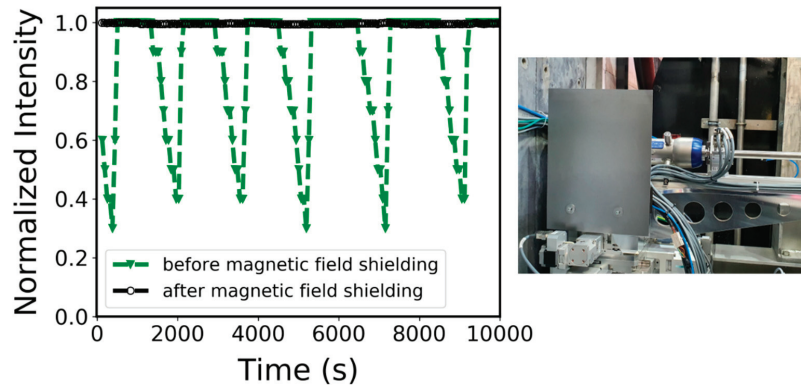 Normalized Intensity
1.0
0.8
0.6
0.4
0.2
0.0
before magnetic field shielding
after magnetic field shielding
0 2000 4000 6000 8000 10000
Time (s)